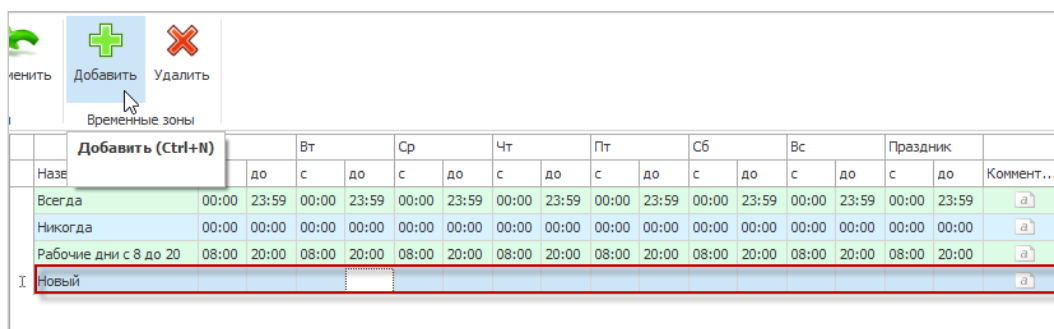 менить Добавить Удалить
Временные зоны
Добавить (Ctrl+N)
Вт Ср Чт Пт Сб Вс Праздник
Назв до с до с до с до с до с до с до с до Коммент...
Всегда 00:00 23:59 00:00 23:59 00:00 23:59 00:00 23:59 00:00 23:59 00:00 23:59 00:00 23:59 00:00 23:59 a
Никогда 00:00 00:00 00:00 00:00 00:00 00:00 00:00 00:00 00:00 00:00 00:00 00:00 00:00 00:00 00:00 00:00 a
Рабочие дни с 8 до 20 08:00 20:00 08:00 20:00 08:00 20:00 08:00 20:00 08:00 20:00 08:00 20:00 08:00 20:00 08:00 20:00 a
Новый a